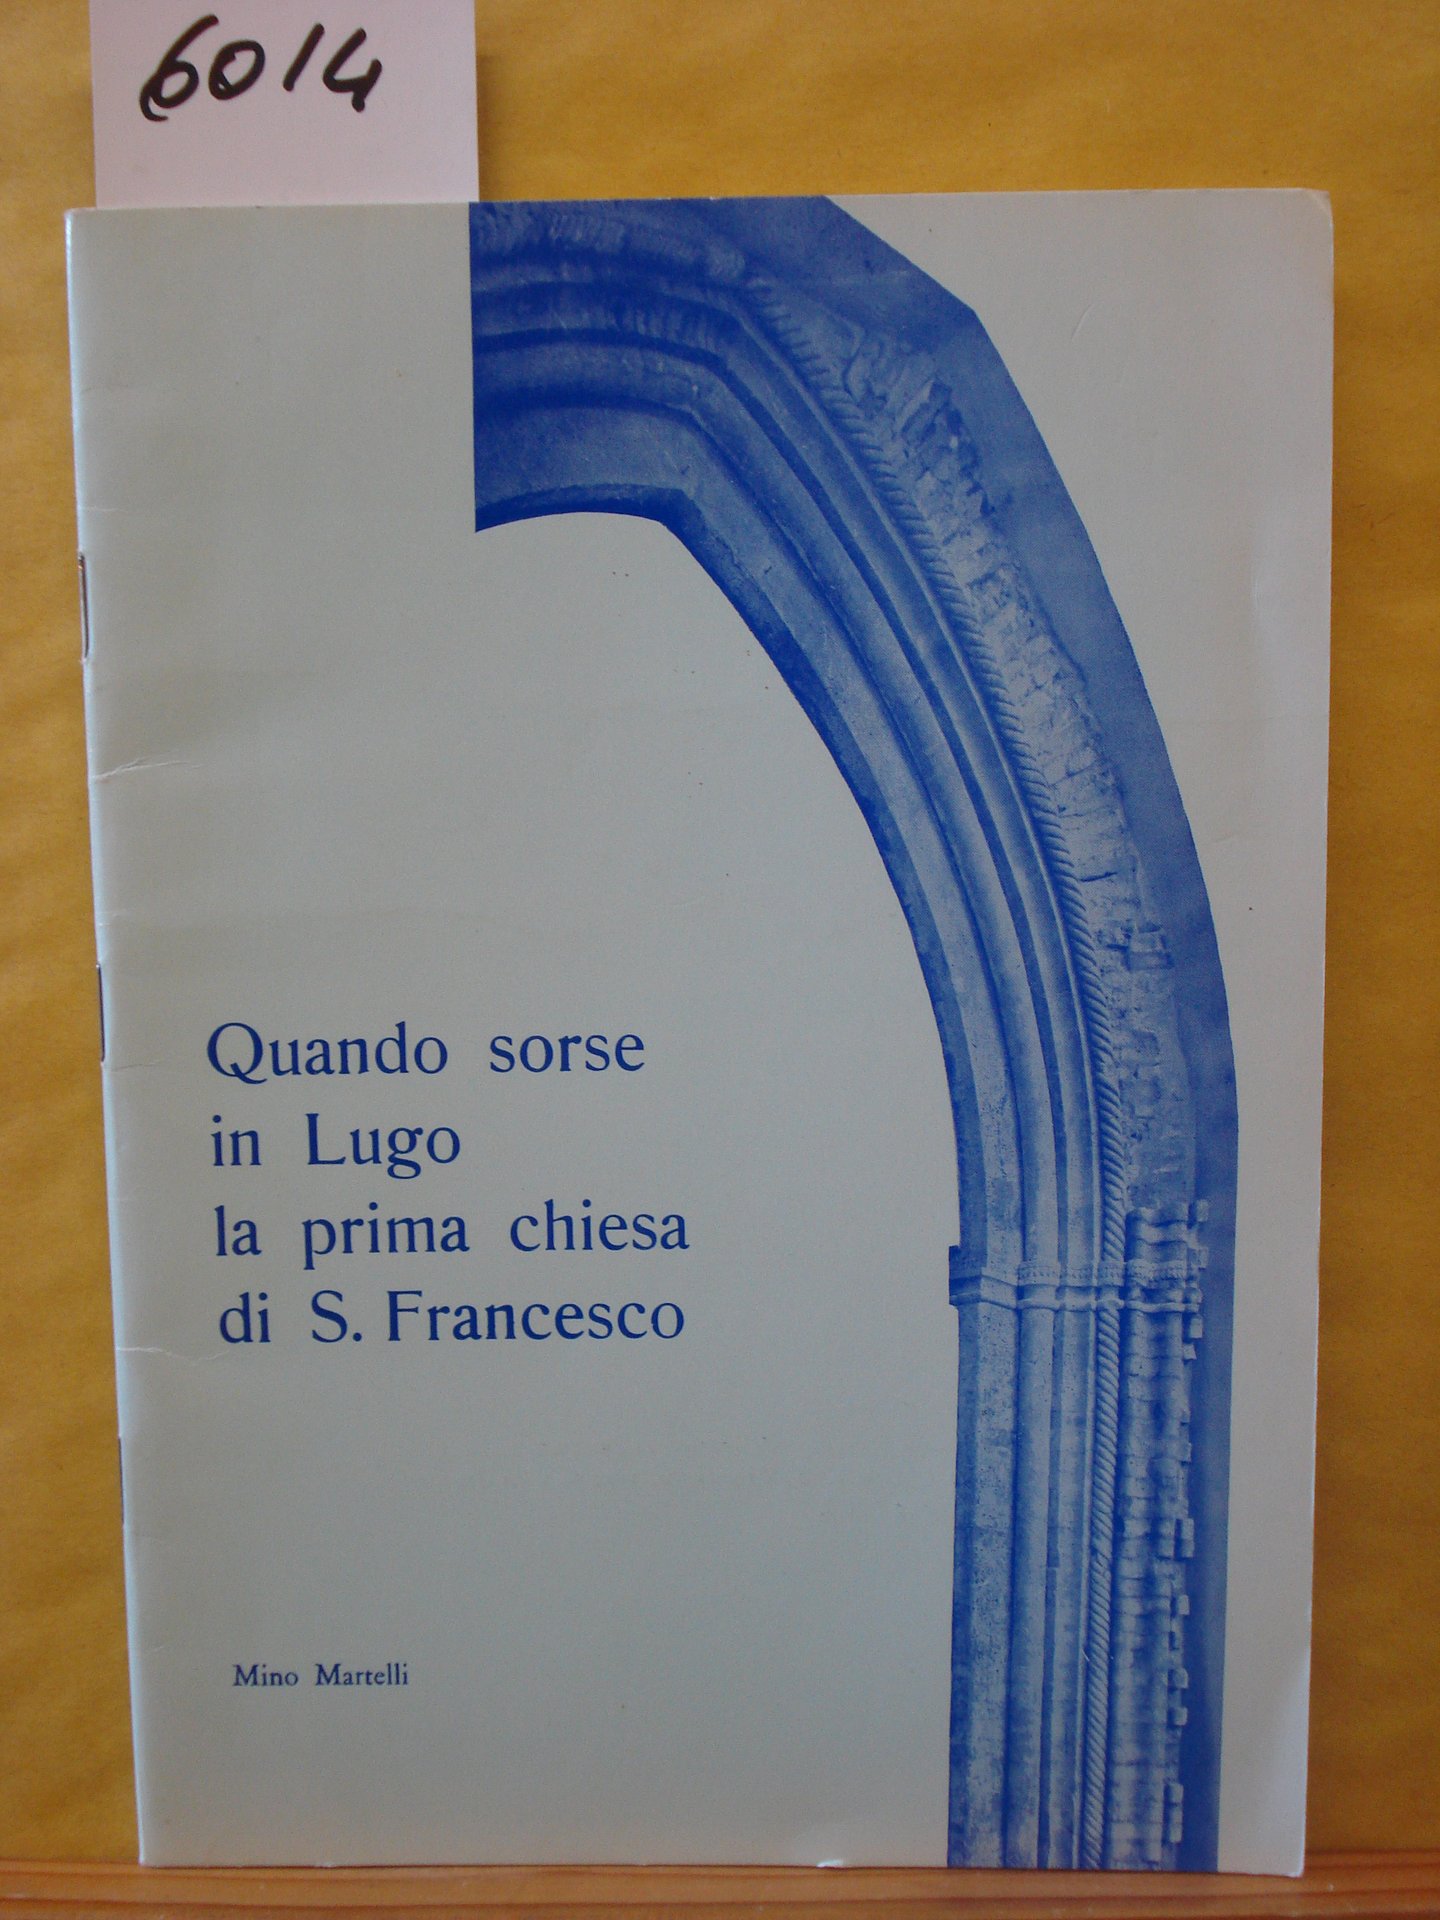 6014
Quando sorse
in Lugo
la prima chiesa
di S. Francesco
Mino Martelli